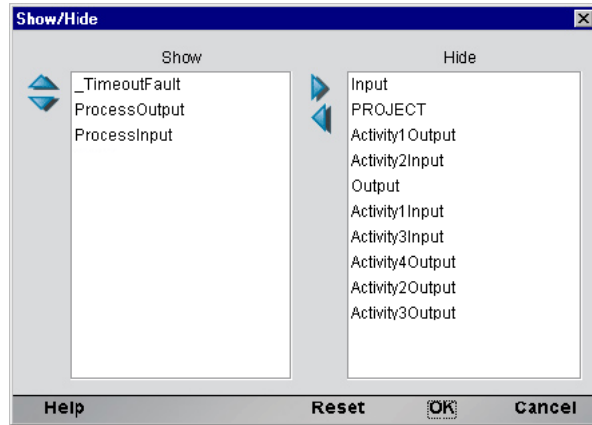 Show/Hide
Show
Hide
_TimeoutFault
ProcessOutput
ProcessInput
Input
PROJECT
Activity1Output
Activity2Input
Output
Activity1Input
Activity3Input
Activity4Output
Activity2Output
Activity3Output
Help
Reset
OK
Cancel